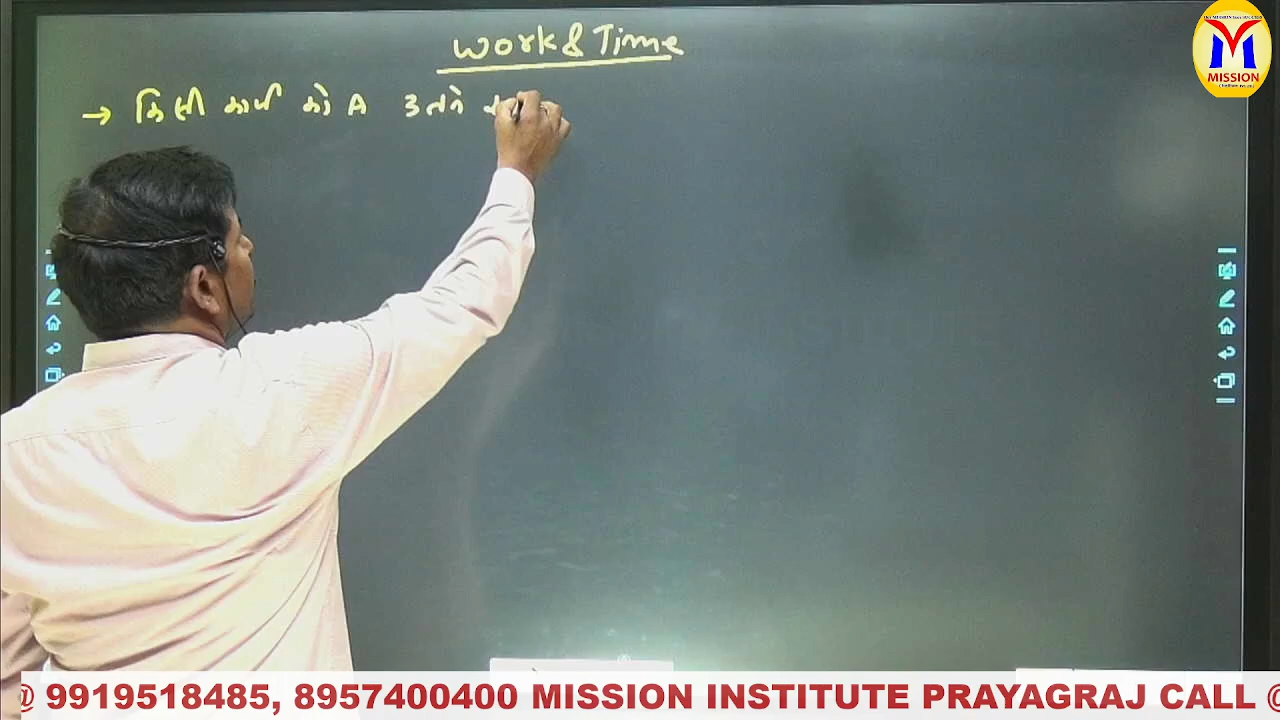 Work & Time
→ किसी कार्य को A उतने
MISSION
@ 9919518485, 8957400400 MISSION INSTITUTE PRAYAGRAJ CALL @